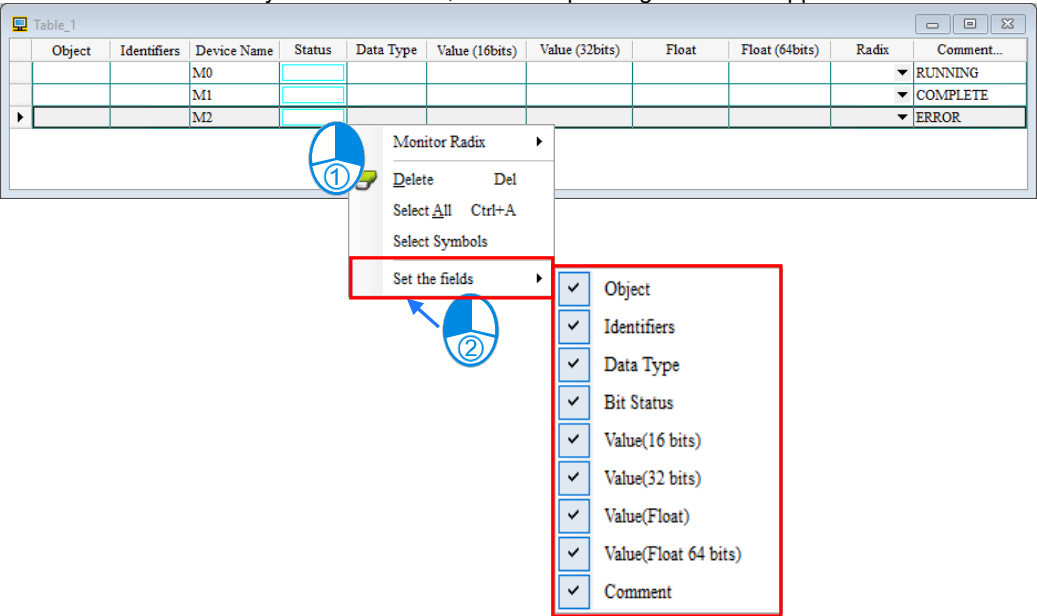 Table_1
Object Identifiers Device Name Status Data Type Value (16bits) Value (32bits) Float Float (64bits) Radix Comment...
M0 RUNNING
M1 COMPLETE
M2 ERROR
Monitor Radix
Delete Del
Select All Ctrl+A
Select Symbols
Set the fields
①
②
Object
Identifiers
Data Type
Bit Status
Value(16 bits)
Value(32 bits)
Value(Float)
Value(Float 64 bits)
Comment